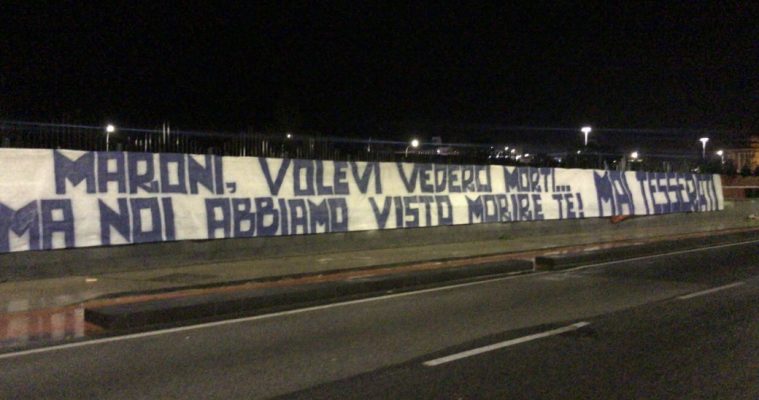 MARONI, VOLEVI VEDERCI MORTI...
MA NOI ABBIAMO VISTO MORIRE TE! MAI TESSERATI